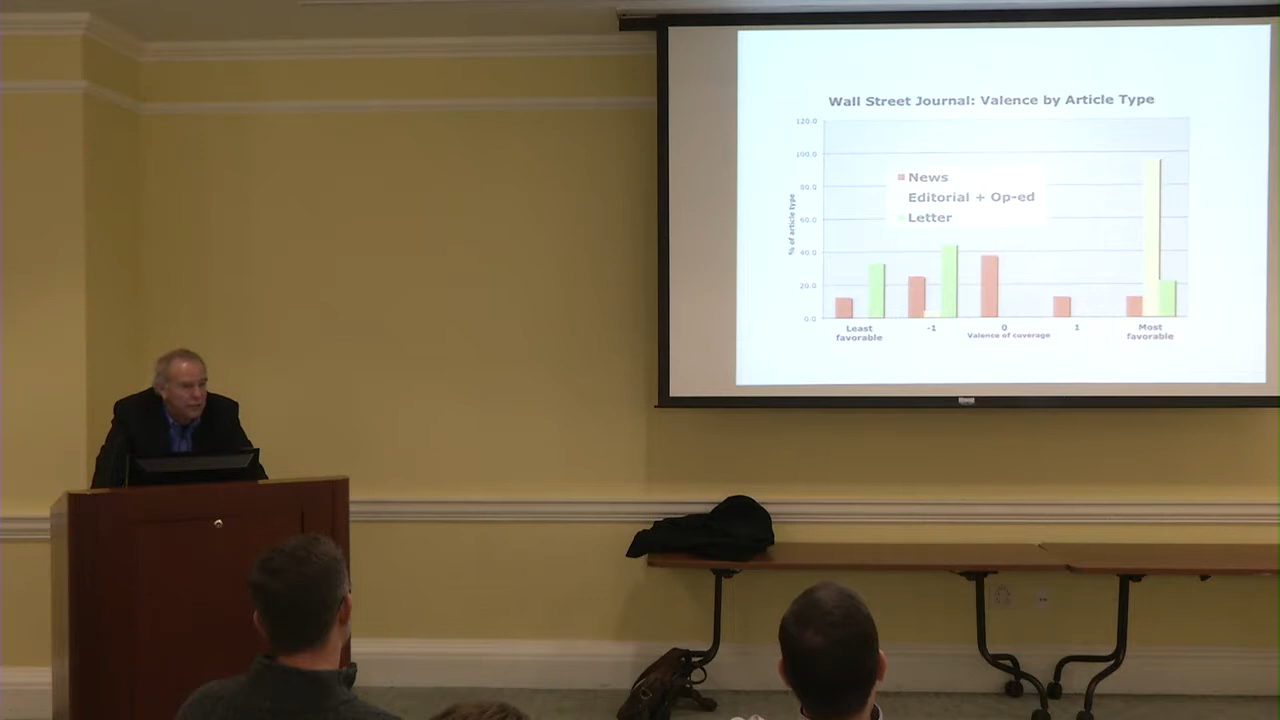 Wall Street Journal: Valence by Article Type
120.0
100.0
80.0
60.0
40.0
20.0
0.0
% of article type
News
Editorial + Op-ed
Letter
Least favorable
-1
0
1
Most favorable
Valence of coverage